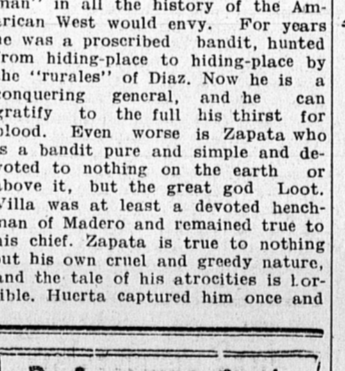 man" in all the history of the Am-
rican West would envy. For years
he was a proscribed bandit, hunted
from hiding-place to hiding-place by
the "rurales" of Diaz. Now he is a
conquering general, and he can
gratify to the full his thirst for
blood. Even worse is Zapata who
is a bandit pure and simple and de-
voted to nothing on the earth or
above it, but the great god Loot.
Villa was at least a devoted hench-
man of Madero and remained true to
his chief. Zapata is true to nothing
but his own cruel and greedy nature,
and the tale of his atrocities is hor-
ible. Huerta captured him once and